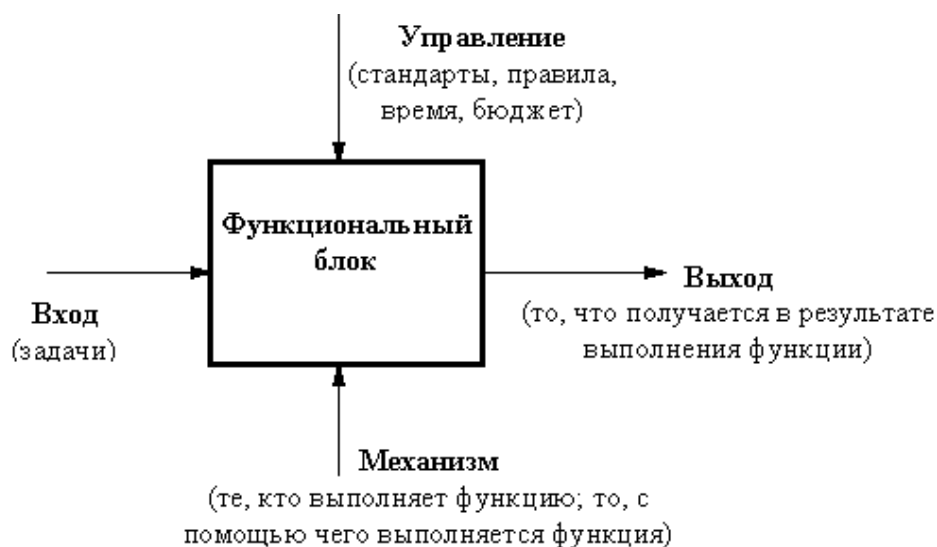 Управление
(стандарты, правила,
время, бюджет)
Функциональный
блок
Вход
(задачи)
Выход
(то, что получается в результате
выполнения функции)
Механизм
(те, кто выполняет функцию; то, с
помощью чего выполняется функция)